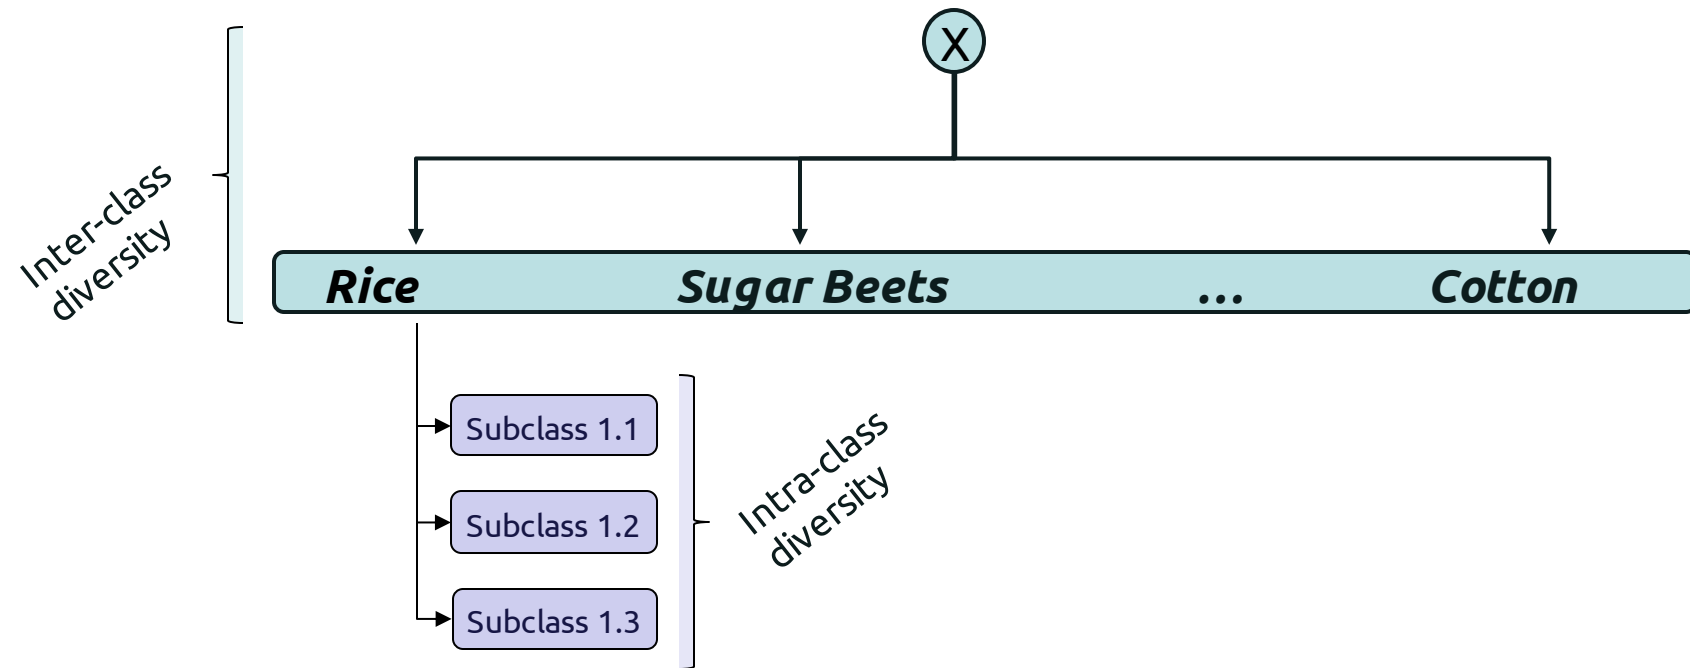 X
Inter-class
diversity
Rice Sugar Beets ... Cotton
Subclass 1.1
Subclass 1.2
Subclass 1.3
Intra-class
diversity